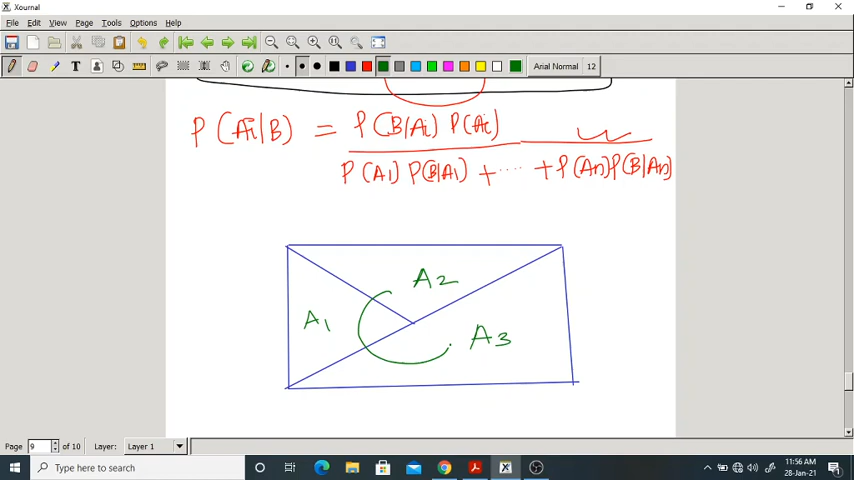 Xournal
File Edit View Page Tools Options Help
Arial Normal 12
P(Ai|B) = P(B|Ai) P(Ai)
P(A1) P(B|A1) + ···· + P(An)P(B|An)
A2
A1
A3
Page 9 of 10 Layer: Layer 1
Type here to search
11:56 AM
28-Jan-21